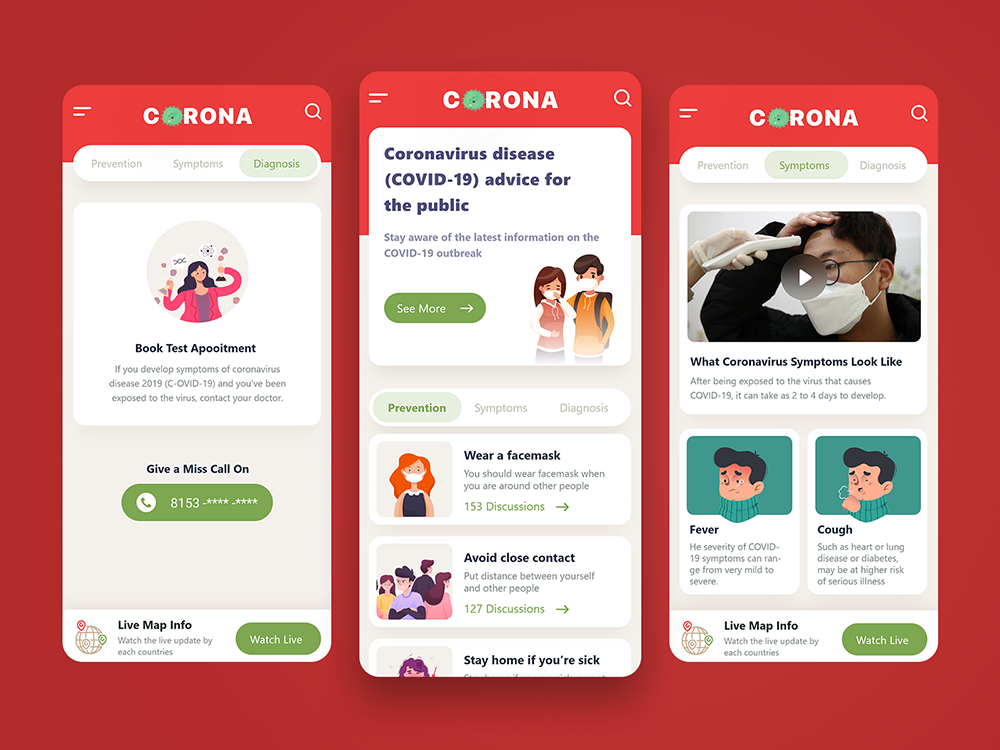 CORONA
Prevention Symptoms Diagnosis
Book Test Apooitment
If you develop symptoms of coronavirus
disease 2019 (C-OVID-19) and you've been
exposed to the virus, contact your doctor.
Give a Miss Call On
8153 -**** -****
Live Map Info
Watch the live update by
each countries
Watch Live
CORONA
Coronavirus disease
(COVID-19) advice for
the public
Stay aware of the latest information on the
COVID-19 outbreak
See More
Prevention Symptoms Diagnosis
Wear a facemask
You should wear facemask when
you are around other people
153 Discussions
Avoid close contact
Put distance between yourself
and other people
127 Discussions
Stay home if you're sick
CORONA
Prevention Symptoms Diagnosis
What Coronavirus Symptoms Look Like
After being exposed to the virus that causes
COVID-19, it can take as 2 to 4 days to develop.
Fever
He severity of COVID-
19 symptoms can ran-
ge from very mild to
severe.
Cough
Such as heart or lung
disease or diabetes,
may be at higher risk
of serious illness
Live Map Info
Watch the live update by
each countries
Watch Live